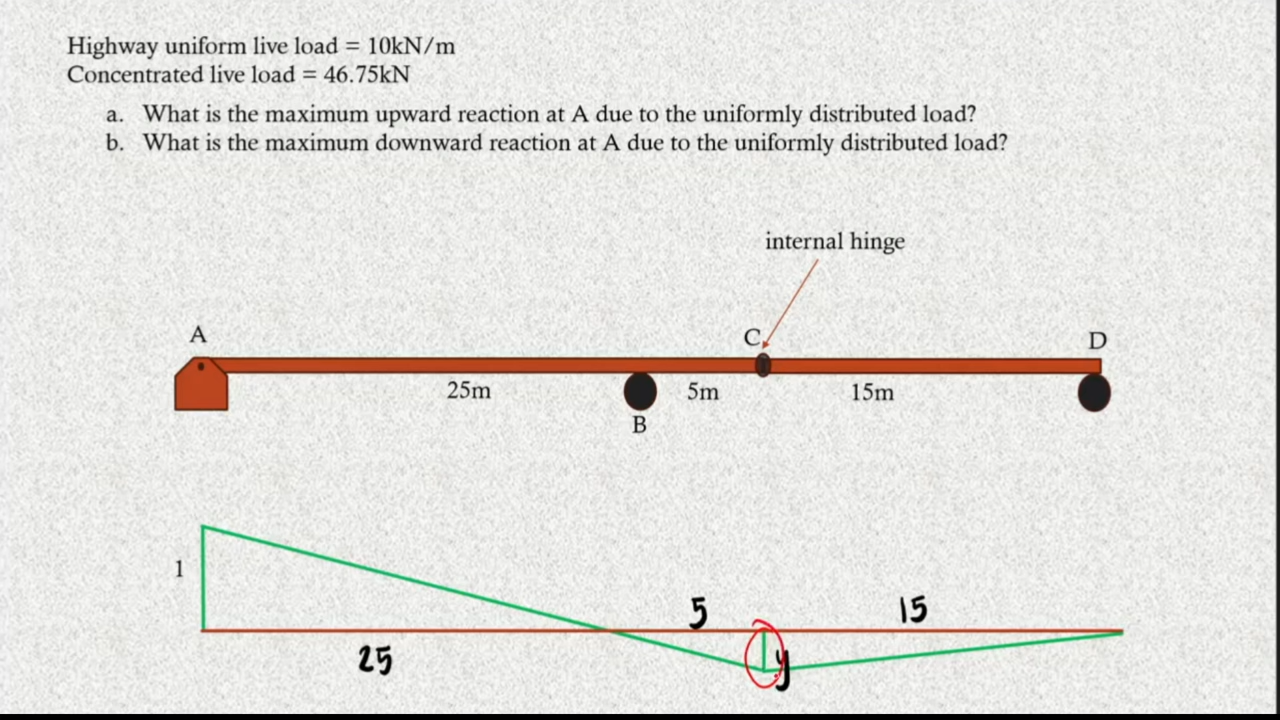 Highway uniform live load = 10kN/m
Concentrated live load = 46.75kN
a. What is the maximum upward reaction at A due to the uniformly distributed load?
b. What is the maximum downward reaction at A due to the uniformly distributed load?
internal hinge
A
C
D
25m
5m
15m
B
1
5
15
25
y